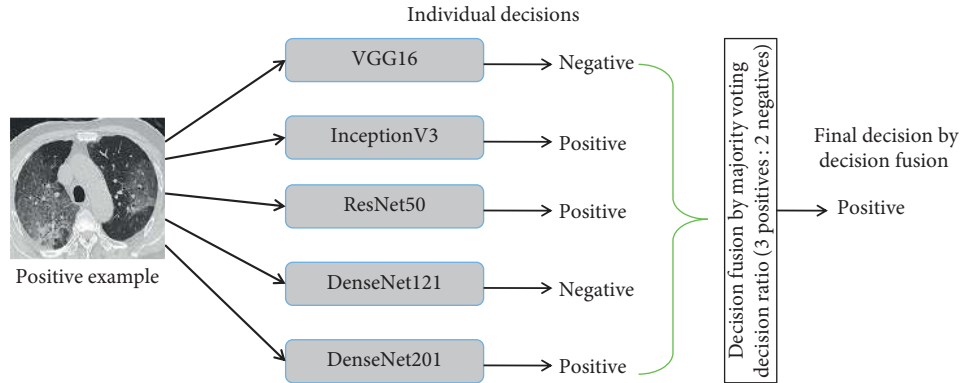 Individual decisions
VGG16
Negative
InceptionV3
Positive
ResNet50
Positive
DenseNet121
Negative
DenseNet201
Positive
Positive example
Decision fusion by majority voting
decision ratio (3 positives : 2 negatives)
Final decision by
decision fusion
Positive